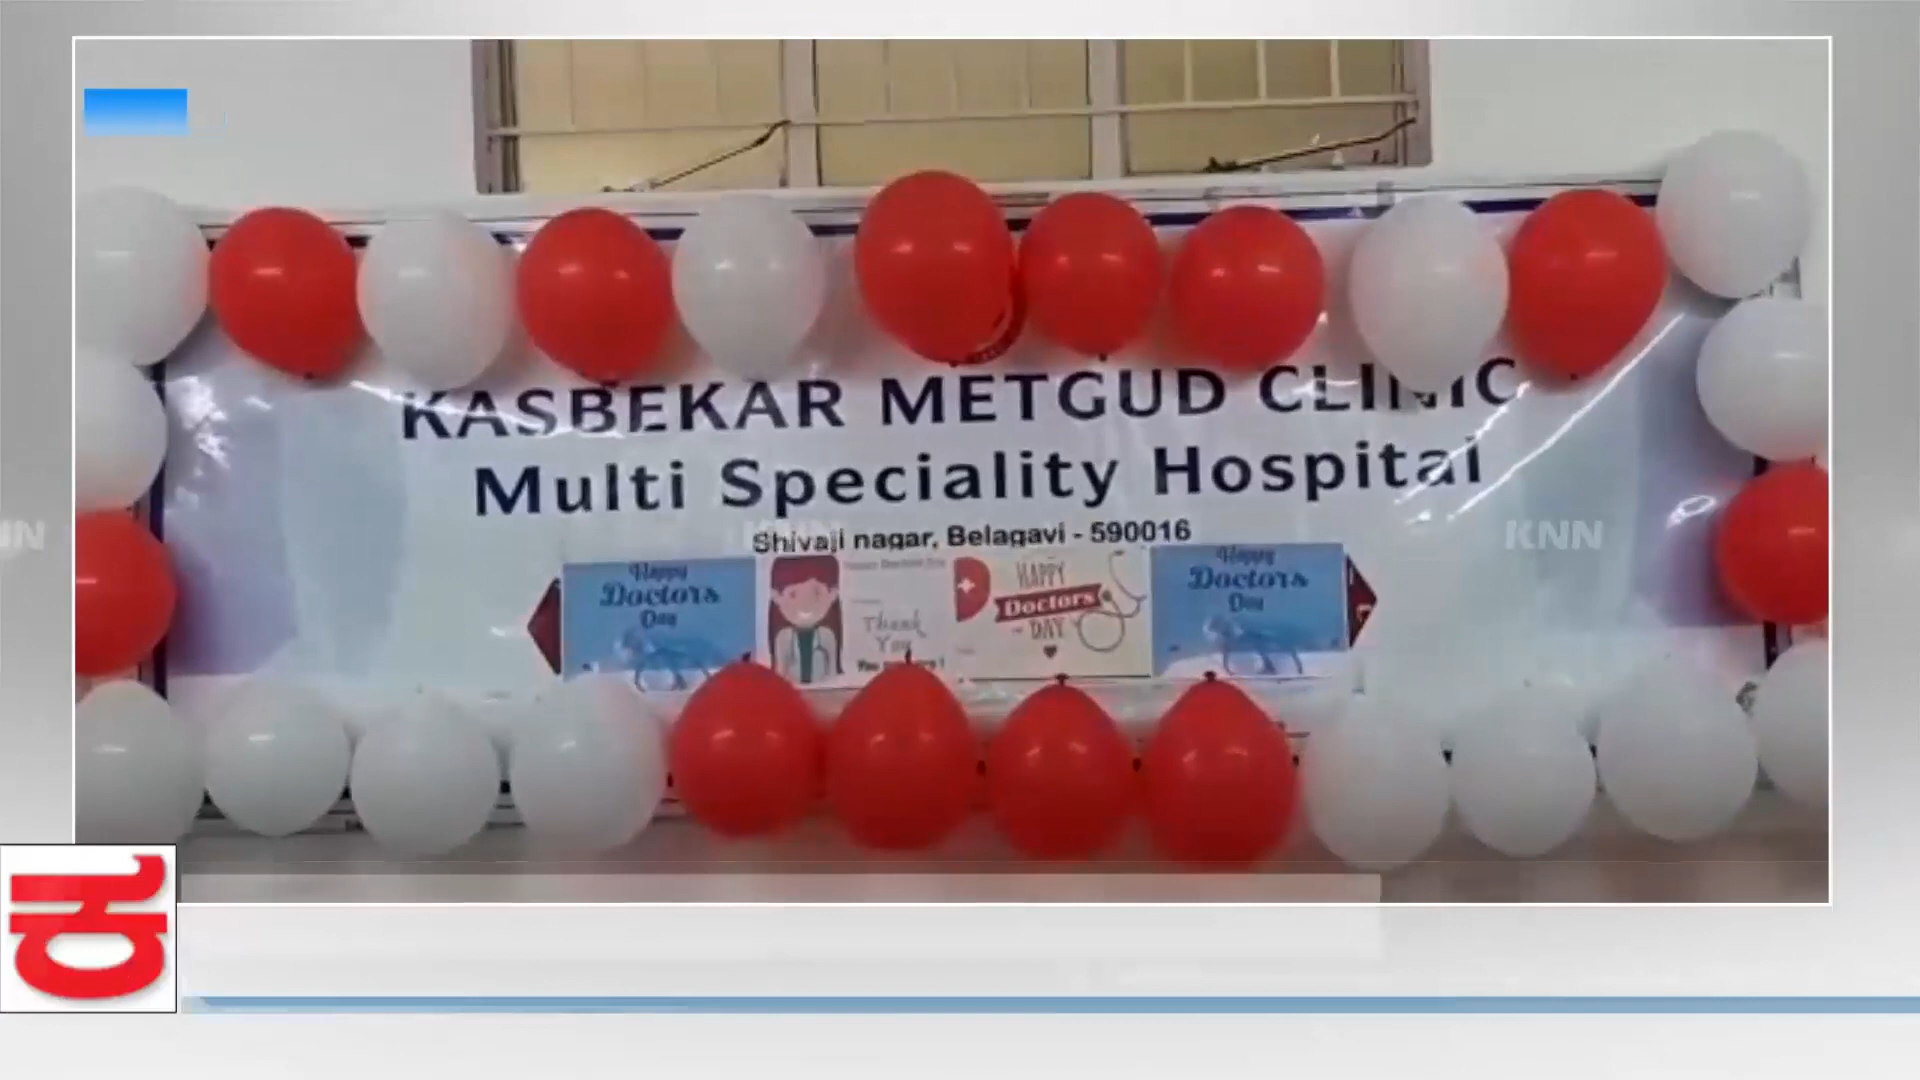 KASBEKAR METGUD CLINIC
Multi Speciality Hospital
Shivaji nagar, Belagavi - 590016
Happy
Doctors
Day
Thank
You
HAPPY
Doctors
- DAY -
Happy
Doctors
Day
KNN
KNN
ಕ